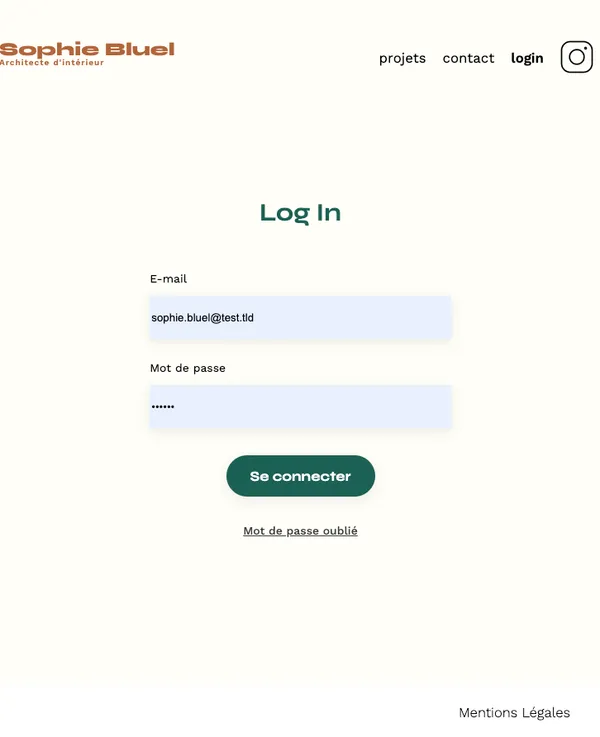 Sophie Bluel
Architecte d'intérieur
projets contact login
Log In
E-mail
sophie.bluel@test.tld
Mot de passe
••••••
Se connecter
Mot de passe oublié
Mentions Légales